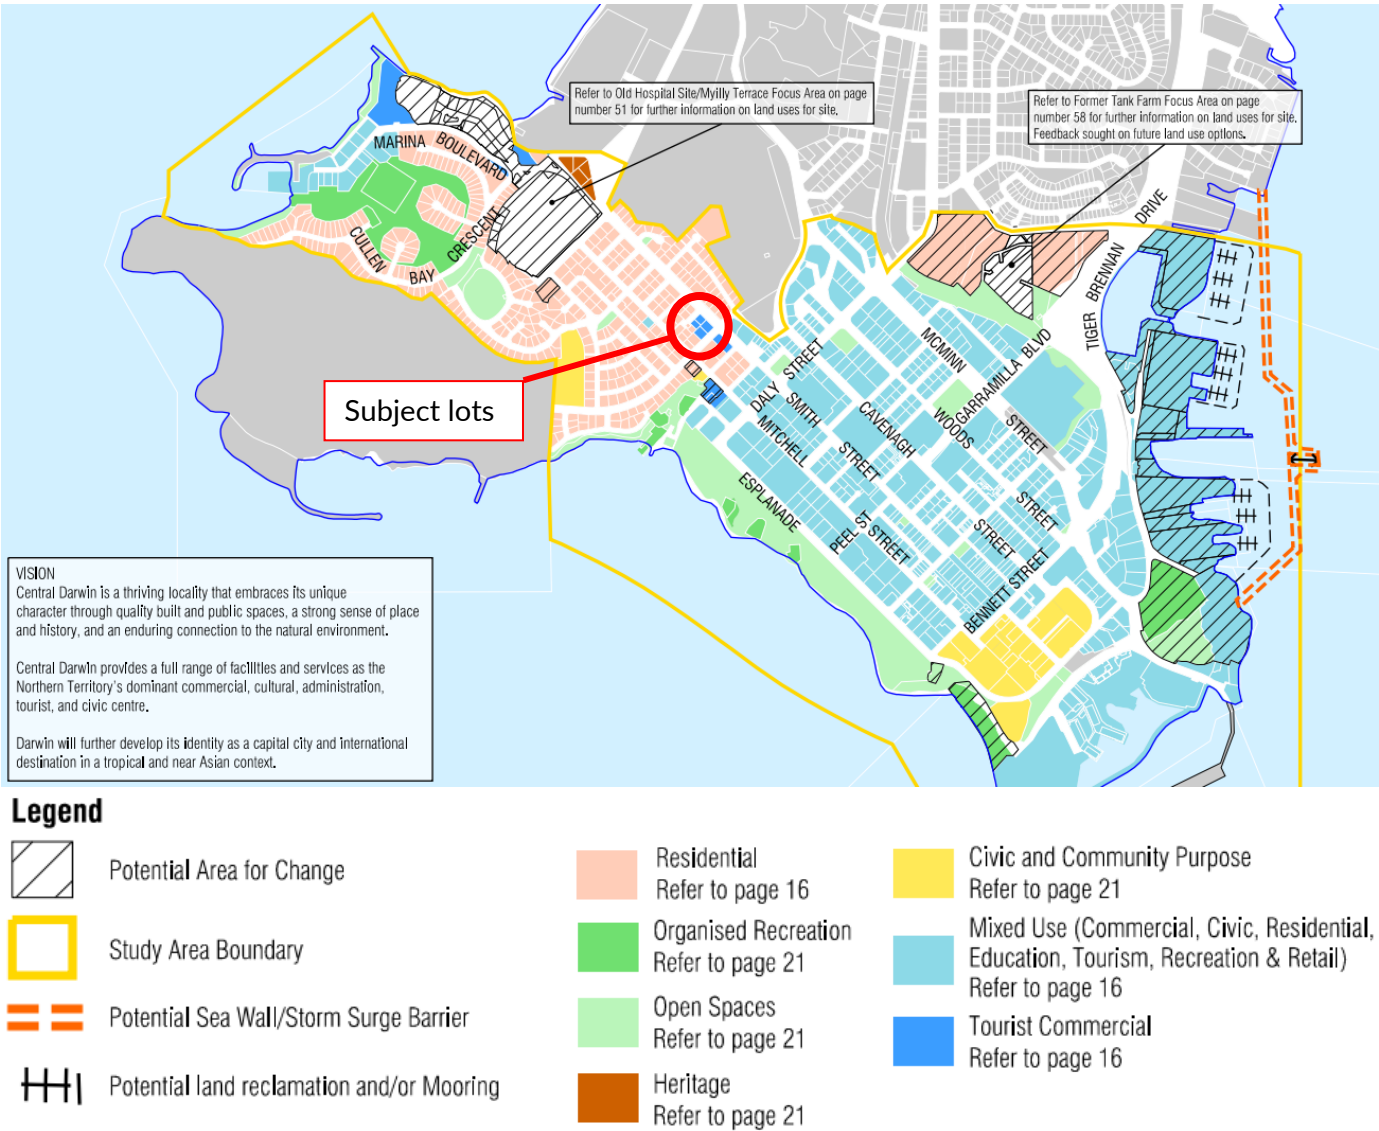 Refer to Old Hospital Site/Myilly Terrace Focus Area on page
number 51 for further information on land uses for site.
Refer to Former Tank Farm Focus Area on page
number 58 for further information on land uses for site.
Feedback sought on future land use options.
MARINA BOULEVARD
CULLEN BAY CRESCENT
DRIVE
TIGER BRENNAN
MCMINN
STREET
GARRAMILLA BLVD
DALY STREET
SMITH
STREET
CAVENAGH
STREET
WOODS
STREET
MITCHELL
STREET
ESPLANADE
PEEL ST
BENNETT STREET
Subject lots
VISION
Central Darwin is a thriving locality that embraces its unique
character through quality built and public spaces, a strong sense of place
and history, and an enduring connection to the natural environment.
Central Darwin provides a full range of facilities and services as the
Northern Territory's dominant commercial, cultural, administration,
tourist, and civic centre.
Darwin will further develop its identity as a capital city and international
destination in a tropical and near Asian context.
Legend
Potential Area for Change
Study Area Boundary
Potential Sea Wall/Storm Surge Barrier
Potential land reclamation and/or Mooring
Residential
Refer to page 16
Organised Recreation
Refer to page 21
Open Spaces
Refer to page 21
Heritage
Refer to page 21
Civic and Community Purpose
Refer to page 21
Mixed Use (Commercial, Civic, Residential,
Education, Tourism, Recreation & Retail)
Refer to page 16
Tourist Commercial
Refer to page 16